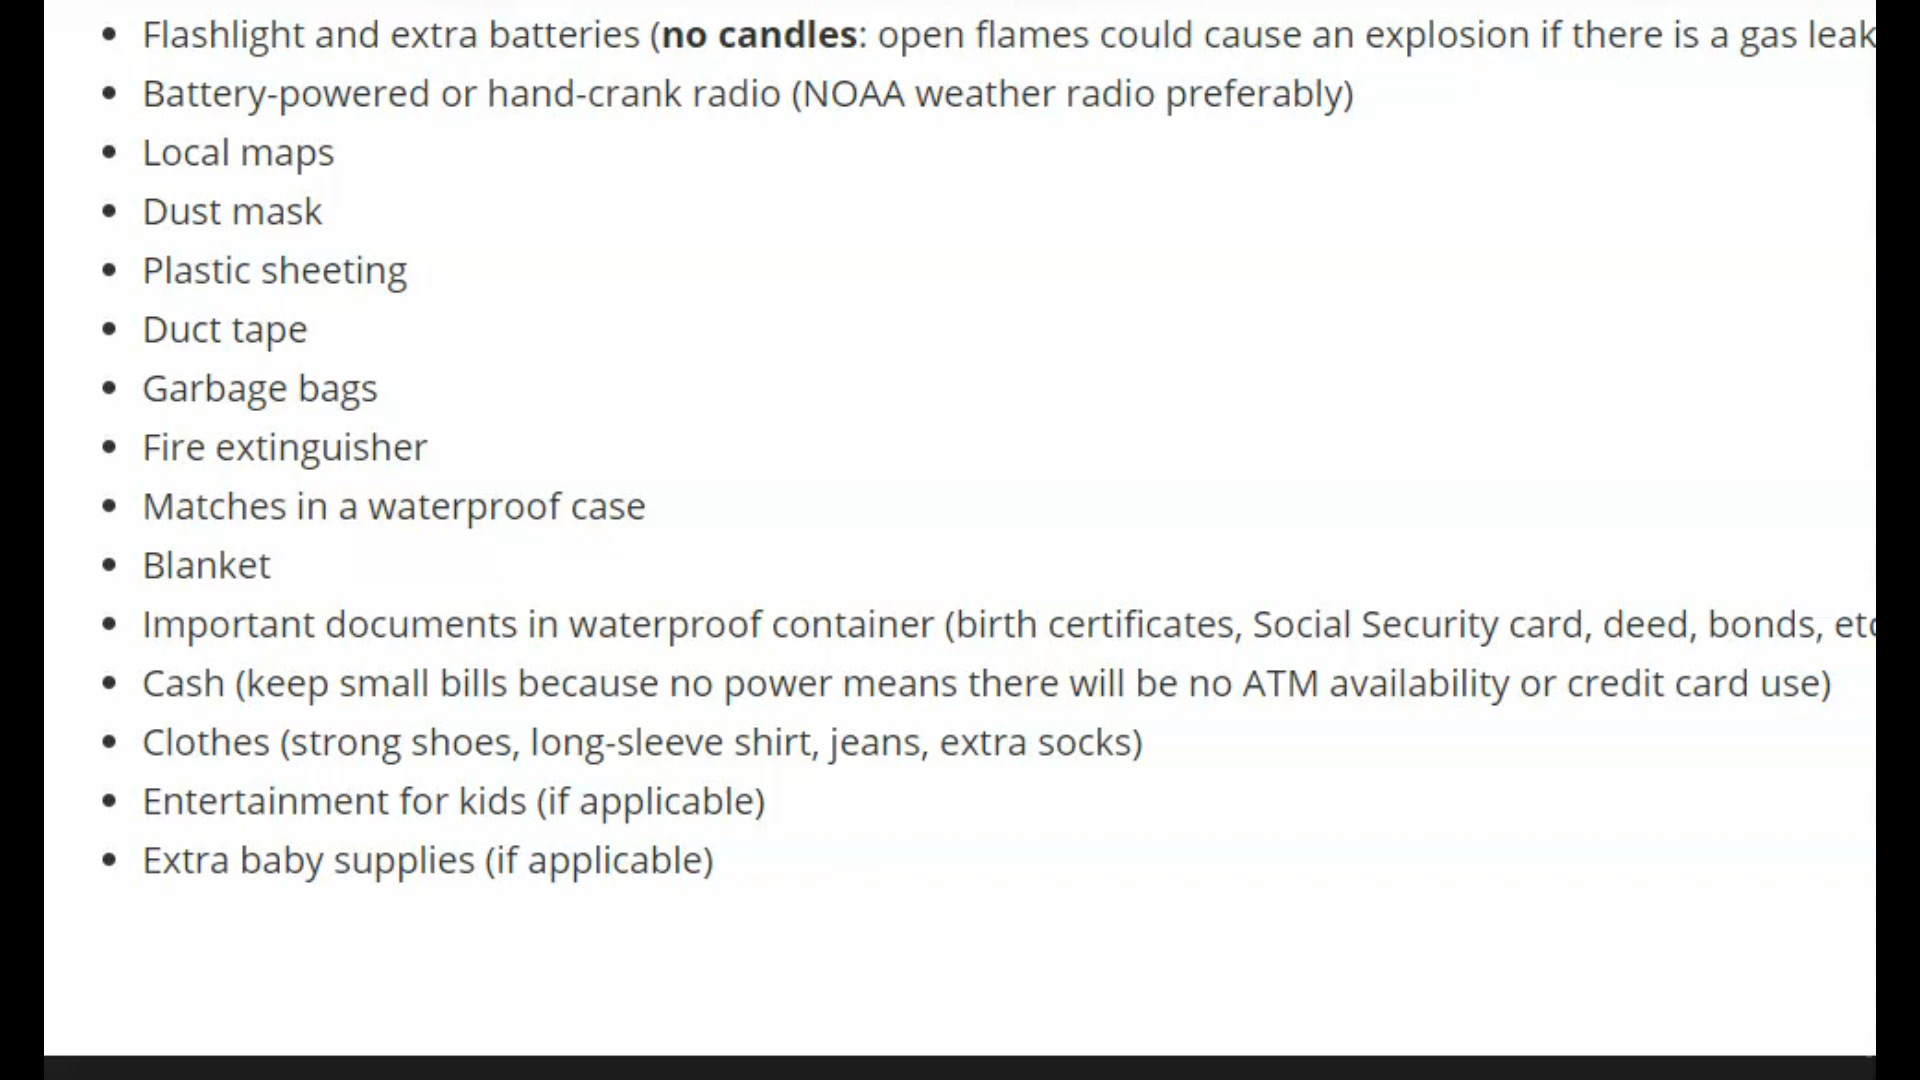 • Flashlight and extra batteries (no candles: open flames could cause an explosion if there is a gas leak
• Battery-powered or hand-crank radio (NOAA weather radio preferably)
• Local maps
• Dust mask
• Plastic sheeting
• Duct tape
• Garbage bags
• Fire extinguisher
• Matches in a waterproof case
• Blanket
• Important documents in waterproof container (birth certificates, Social Security card, deed, bonds, etc
• Cash (keep small bills because no power means there will be no ATM availability or credit card use)
• Clothes (strong shoes, long-sleeve shirt, jeans, extra socks)
• Entertainment for kids (if applicable)
• Extra baby supplies (if applicable)